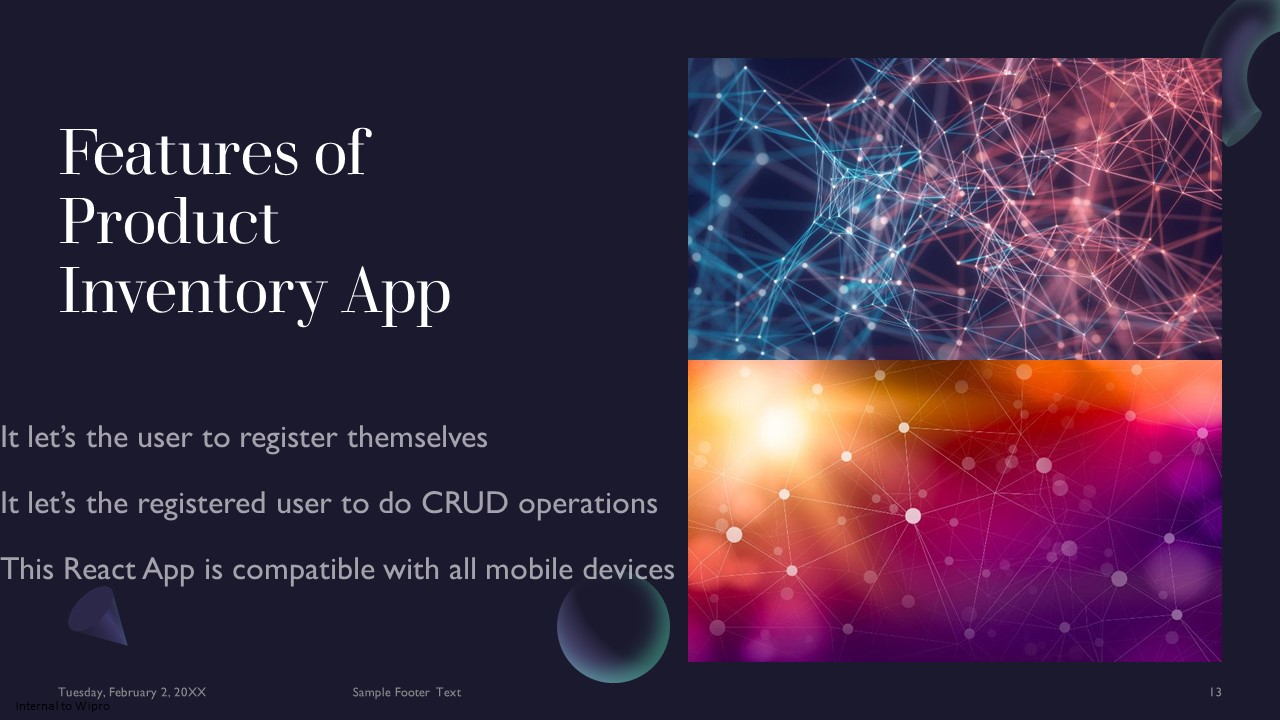 Features of
Product
Inventory App
It let’s the user to register themselves
It let’s the registered user to do CRUD operations
This React App is compatible with all mobile devices
Tuesday, February 2, 20XX
Sample Footer Text
13
Internal to Wipro